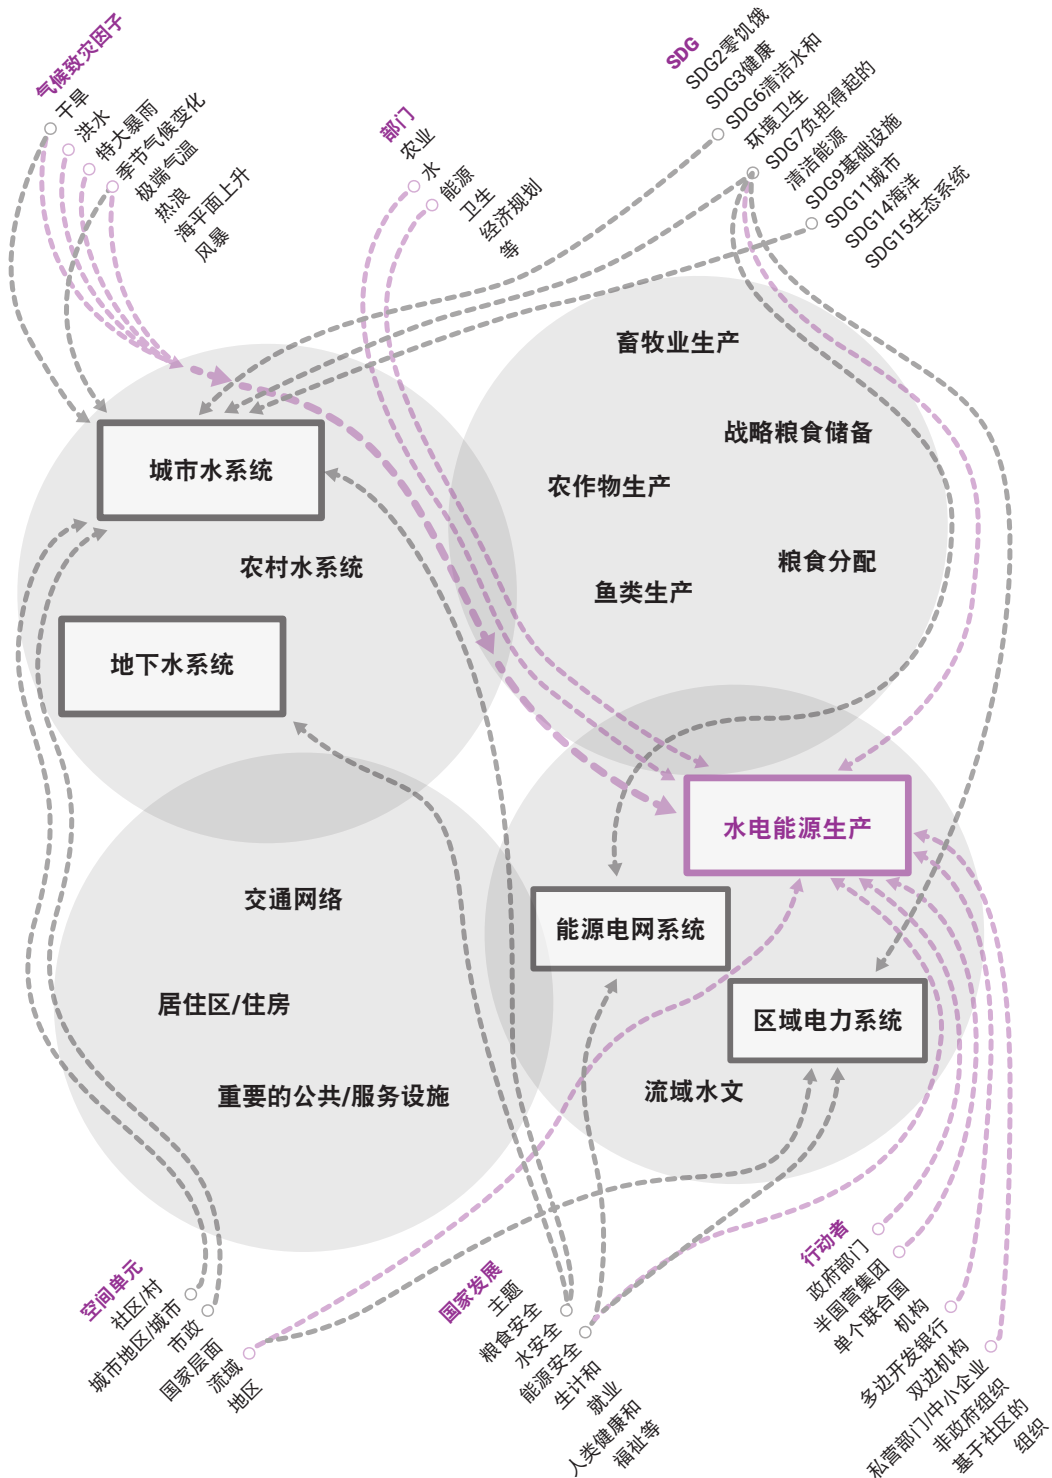 气候致灾因子
干旱
洪水
特大暴雨
季节气候变化
极端气温
热浪
海平面上升
风暴
部门
农业
水
能源
卫生
经济规划
等
SDG
SDG2零饥饿
SDG3健康
SDG6清洁水和
环境卫生
SDG7负担得起的
清洁能源
SDG9基础设施
SDG11城市
SDG14海洋
SDG15生态系统
畜牧业生产
战略粮食储备
农作物生产
粮食分配
鱼类生产
城市水系统
农村水系统
地下水系统
水电能源生产
能源电网系统
区域电力系统
流域水文
交通网络
居住区/住房
重要的公共/服务设施
空间单元
社区/村
城市地区/城市
市政
国家层面
流域
地区
国家发展
主题
粮食安全
水安全
能源安全
生计和
就业
人类健康和
福祉等
行动者
政府部门
半国营集团
单个联合国
机构
多边开发银行
双边机构
私营部门/中小企业
非政府组织
基于社区的
组织